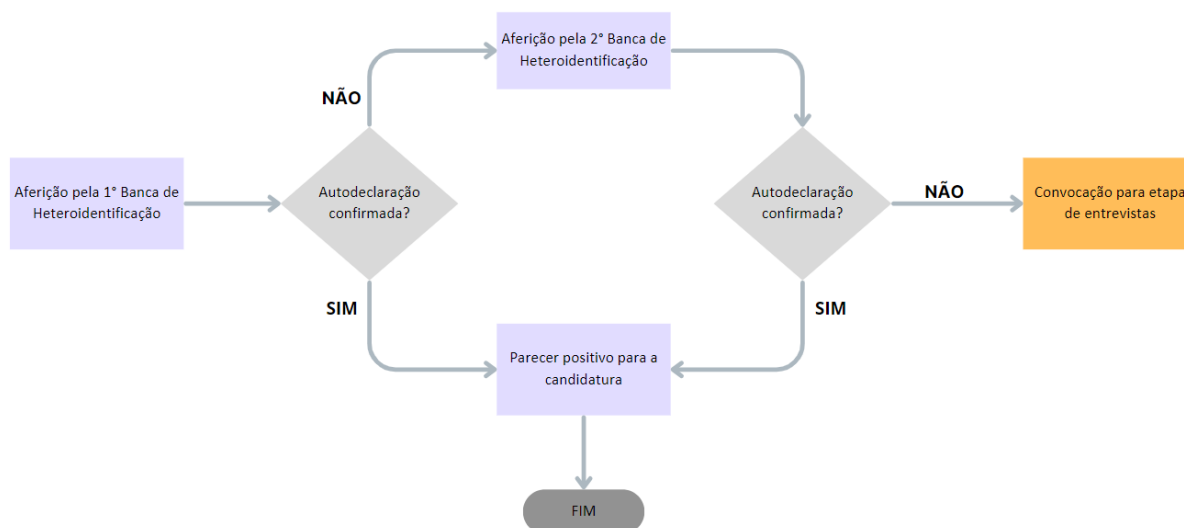 Aferição pela 2° Banca de
Heteroidentificação
NÃO
Aferição pela 1° Banca de
Heteroidentificação
Autodeclaração
confirmada?
Autodeclaração
confirmada?
NÃO
Convocação para etapa
de entrevistas
SIM
SIM
Parecer positivo para a
candidatura
FIM